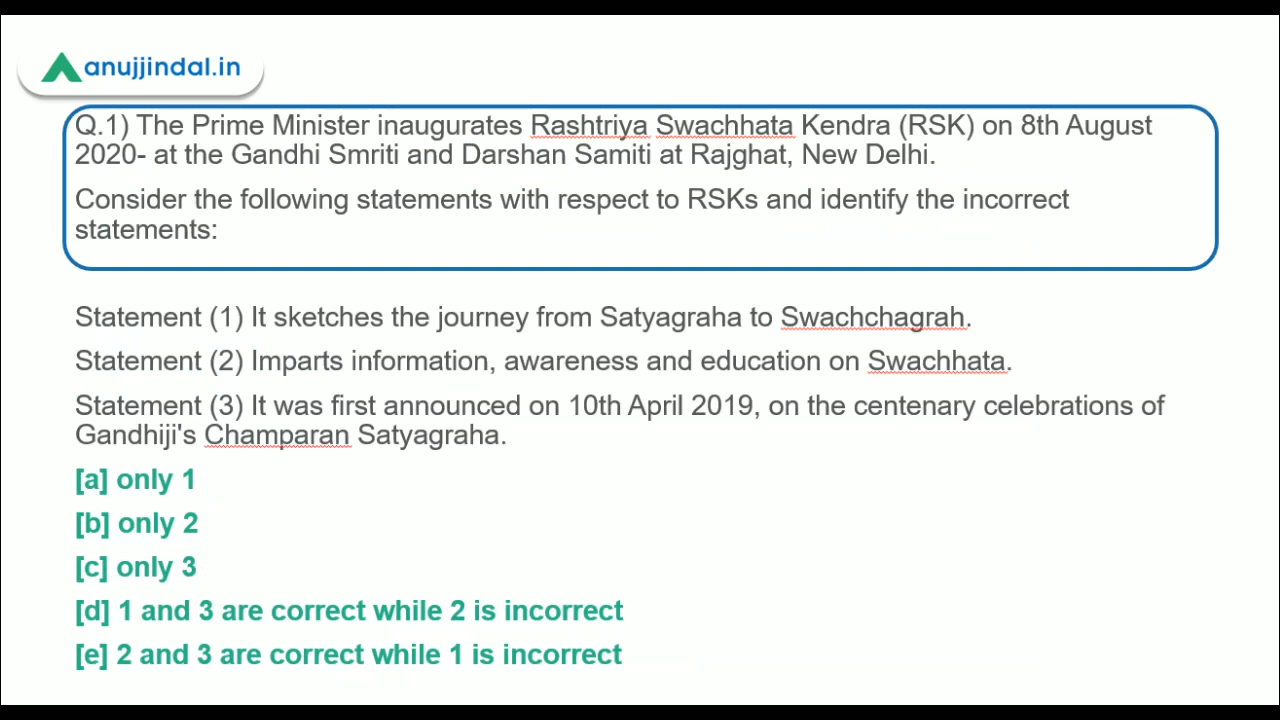 anujjindal.in
Q.1) The Prime Minister inaugurates Rashtriya Swachhata Kendra (RSK) on 8th August
2020- at the Gandhi Smriti and Darshan Samiti at Rajghat, New Delhi.
Consider the following statements with respect to RSKs and identify the incorrect
statements:
Statement (1) It sketches the journey from Satyagraha to Swachchagrah.
Statement (2) Imparts information, awareness and education on Swachhata.
Statement (3) It was first announced on 10th April 2019, on the centenary celebrations of
Gandhiji's Champaran Satyagraha.
[a] only 1
[b] only 2
[c] only 3
[d] 1 and 3 are correct while 2 is incorrect
[e] 2 and 3 are correct while 1 is incorrect